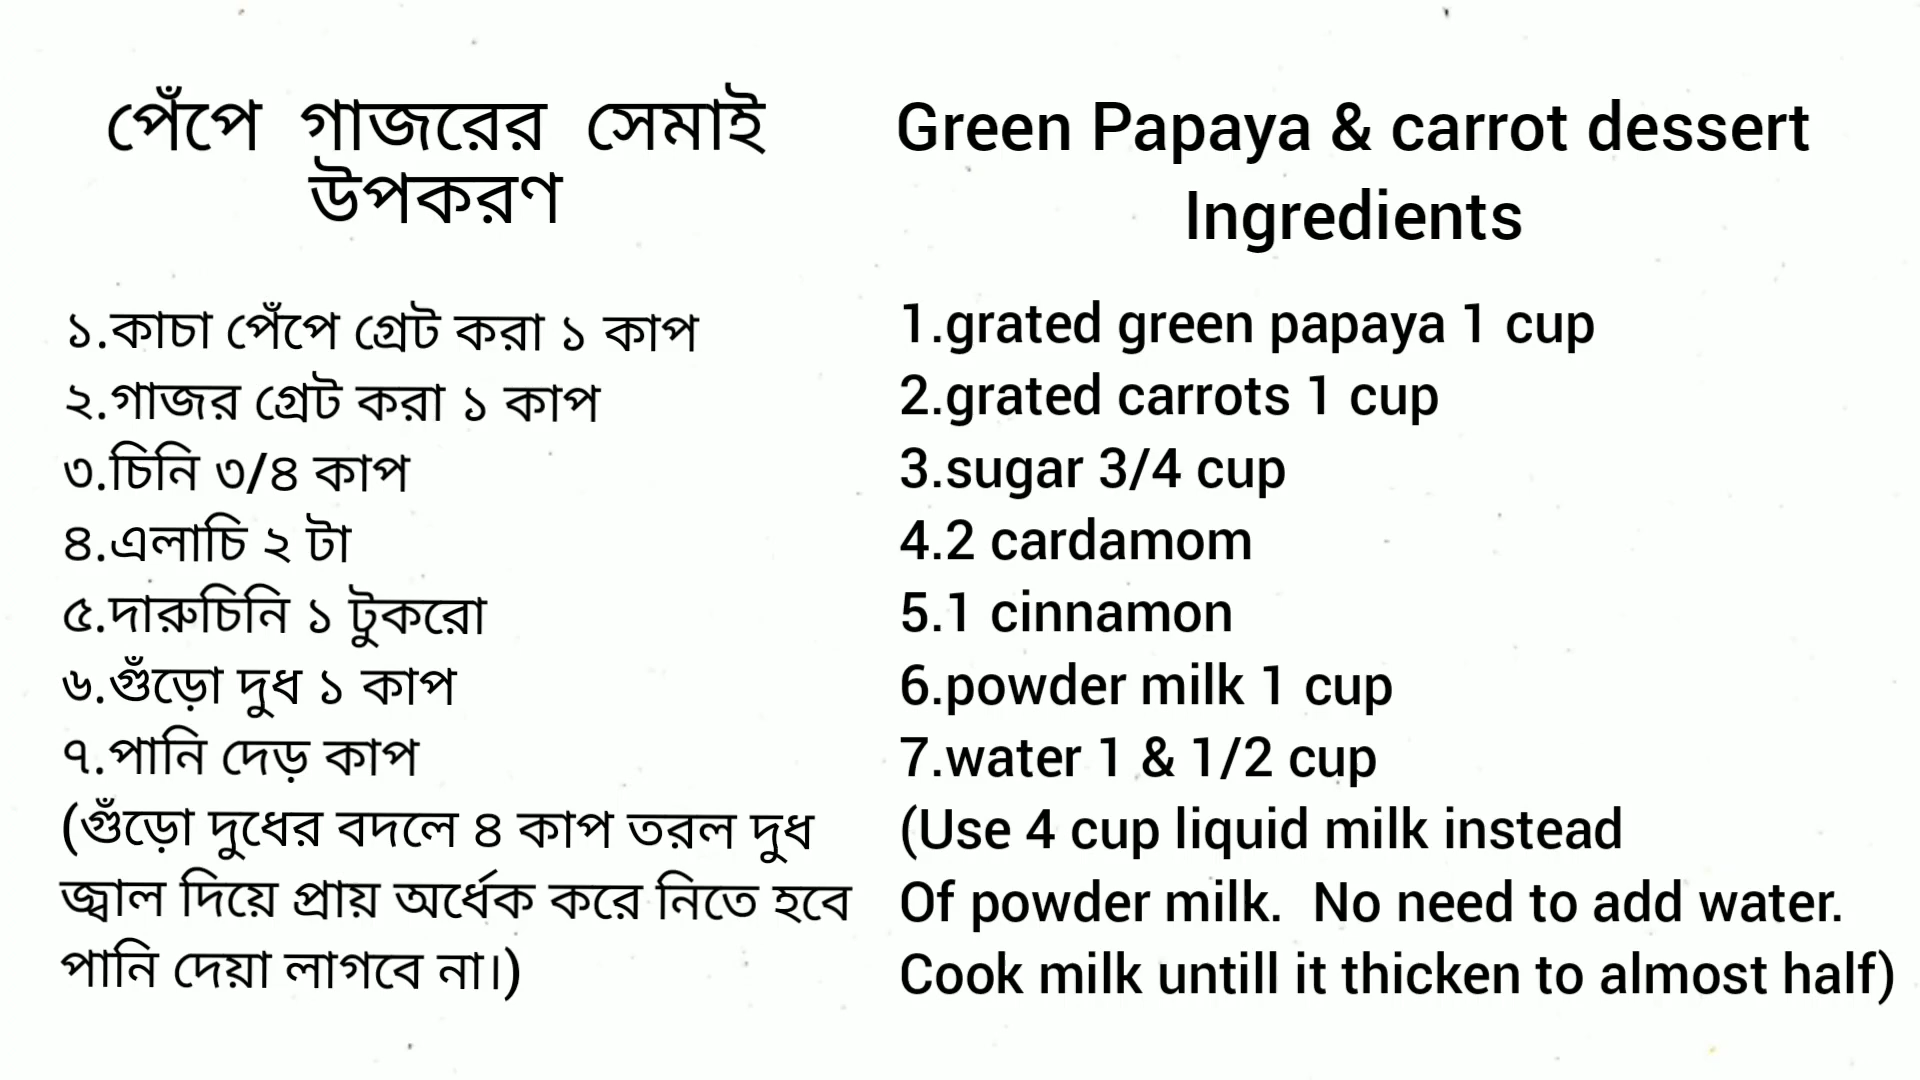 পেঁপে গাজরের সেমাই
উপকরণ
১.কাচা পেঁপে গ্রেট করা ১ কাপ
২.গাজর গ্রেট করা ১ কাপ
৩.চিনি ৩/৪ কাপ
৪.এলাচি ২ টা
৫.দারুচিনি ১ টুকরো
৬.গুঁড়ো দুধ ১ কাপ
৭.পানি দেড় কাপ
(গুঁড়ো দুধের বদলে ৪ কাপ তরল দুধ
জ্বাল দিয়ে প্রায় অর্ধেক করে নিতে হবে
পানি দেয়া লাগবে না।)
Green Papaya & carrot dessert
Ingredients
1.grated green papaya 1 cup
2.grated carrots 1 cup
3.sugar 3/4 cup
4.2 cardamom
5.1 cinnamon
6.powder milk 1 cup
7.water 1 & 1/2 cup
(Use 4 cup liquid milk instead
Of powder milk. No need to add water.
Cook milk untill it thicken to almost half)